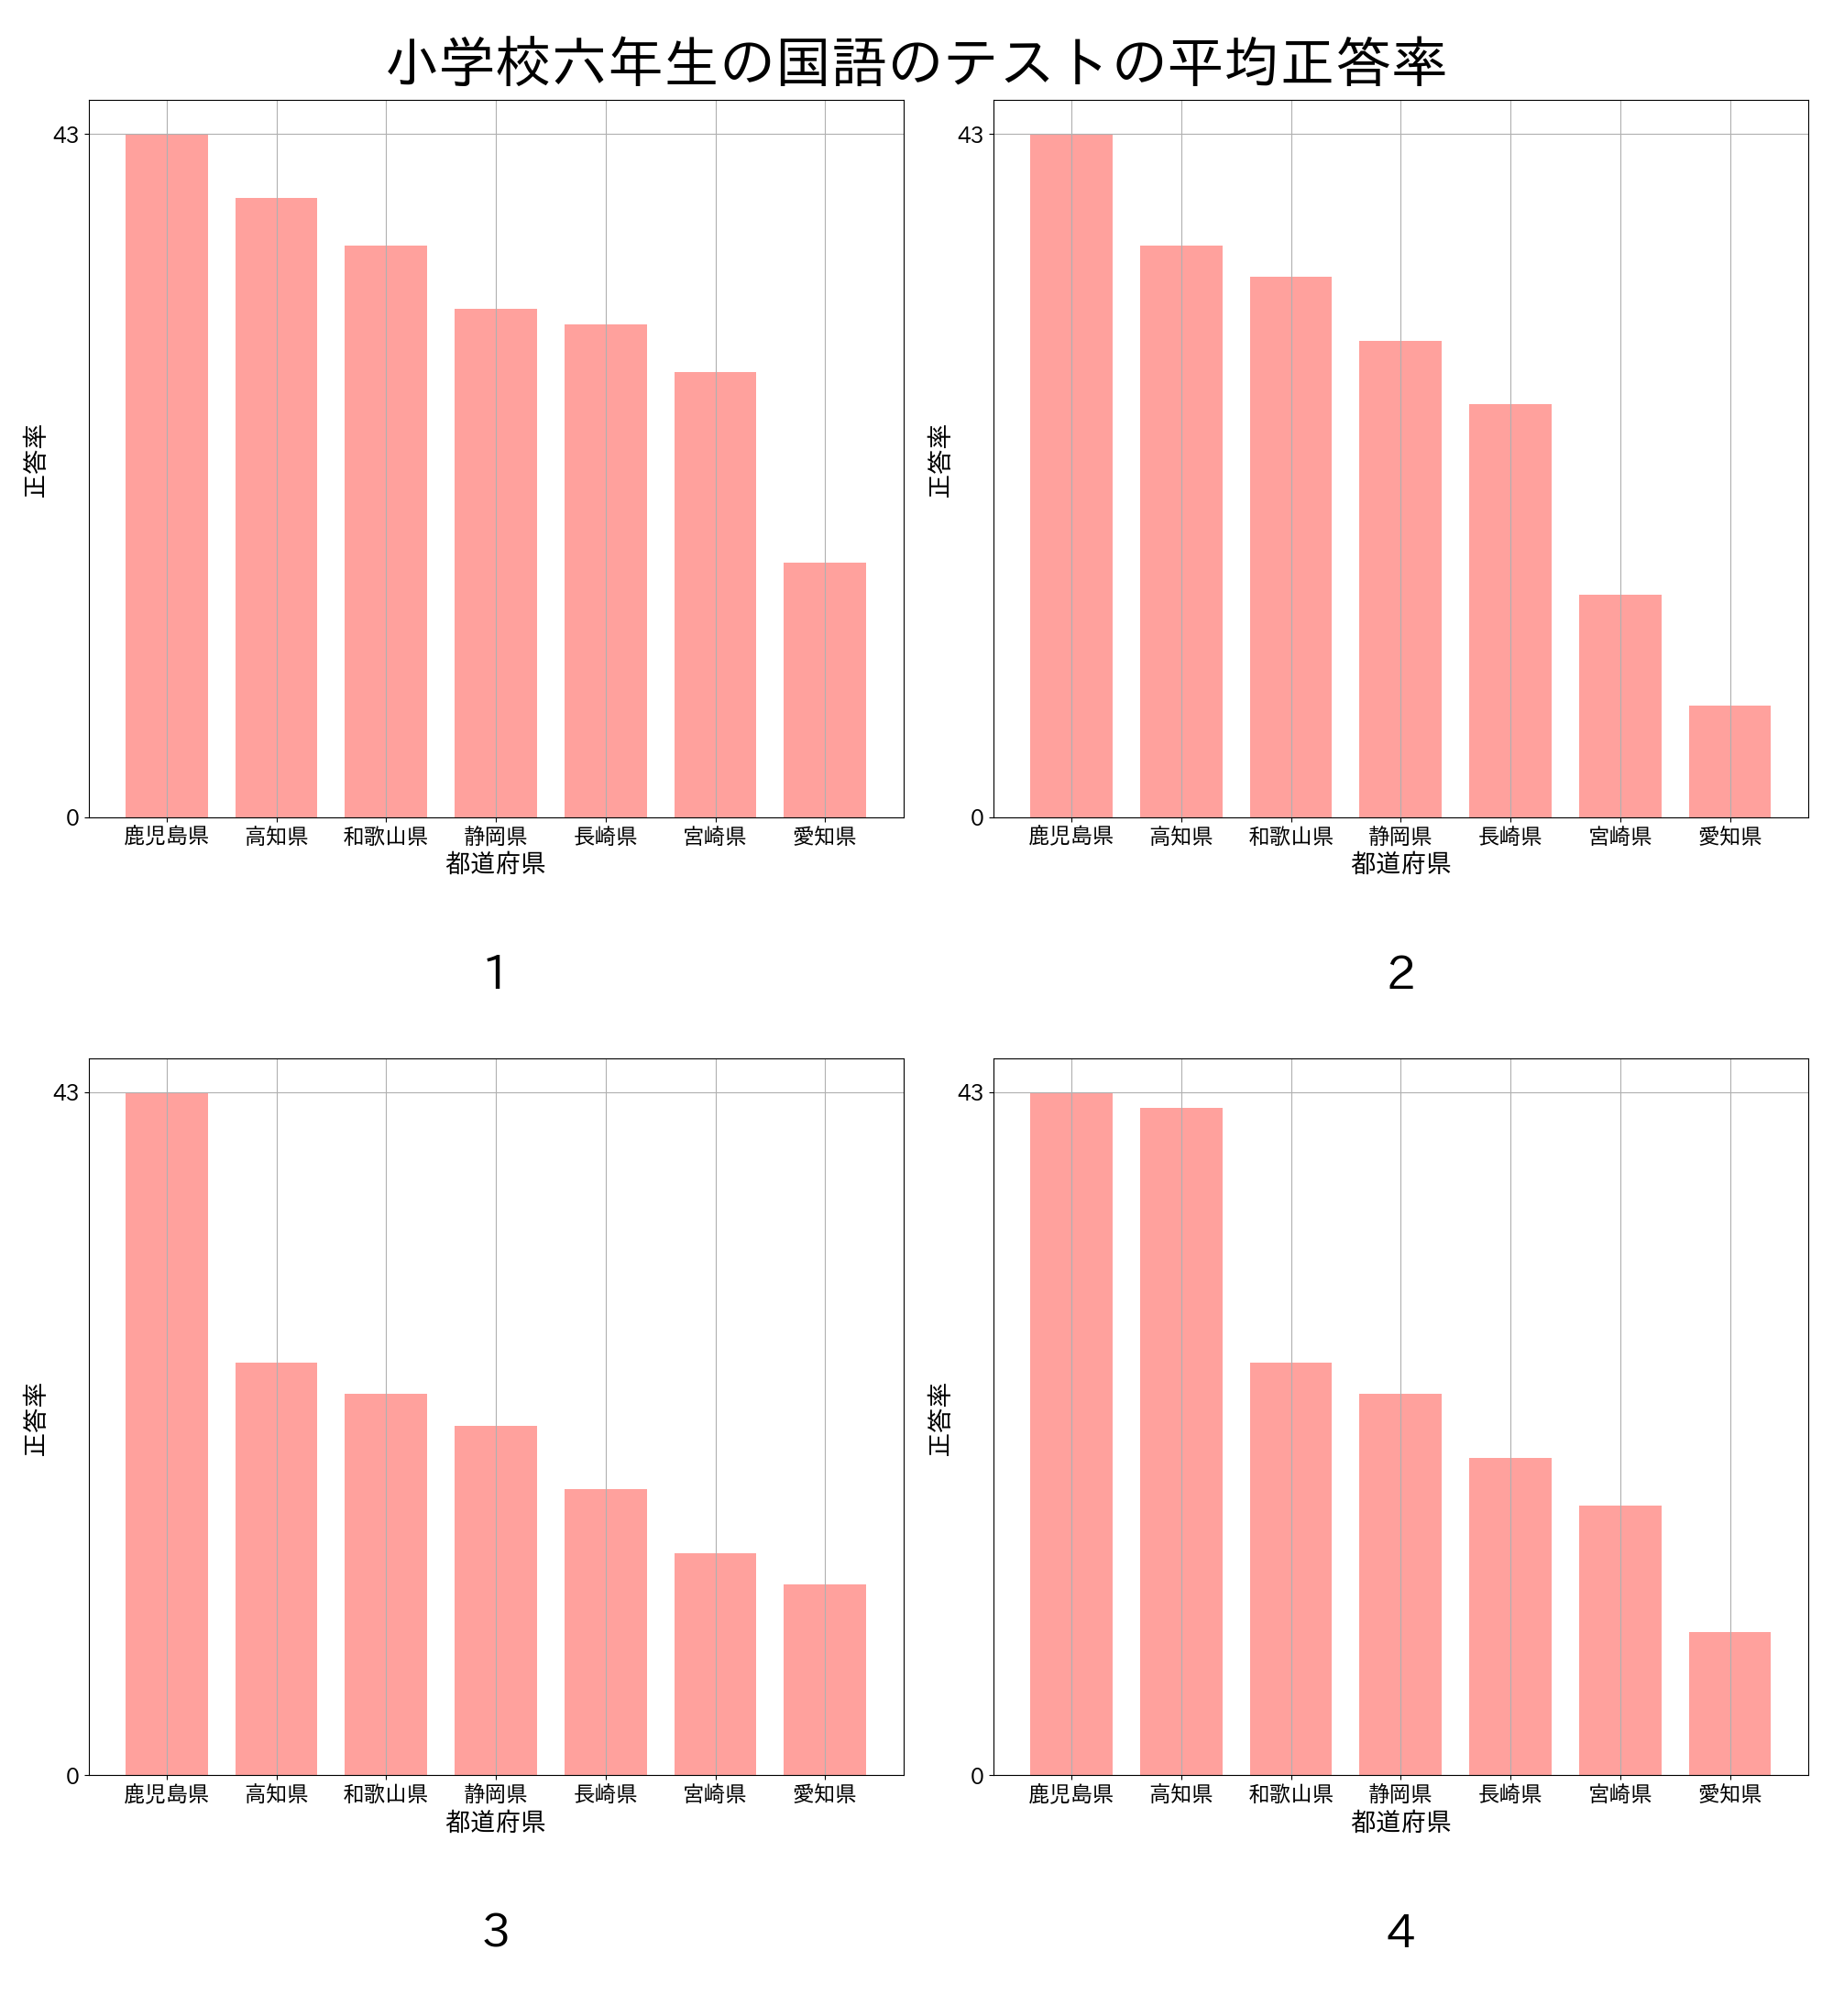 小学校六年生の国語のテストの平均正答率
43
0
正答率
鹿児島県 高知県 和歌山県 静岡県 長崎県 宮崎県 愛知県
都道府県
1
43
0
正答率
鹿児島県 高知県 和歌山県 静岡県 長崎県 宮崎県 愛知県
都道府県
2
43
0
正答率
鹿児島県 高知県 和歌山県 静岡県 長崎県 宮崎県 愛知県
都道府県
3
43
0
正答率
鹿児島県 高知県 和歌山県 静岡県 長崎県 宮崎県 愛知県
都道府県
4